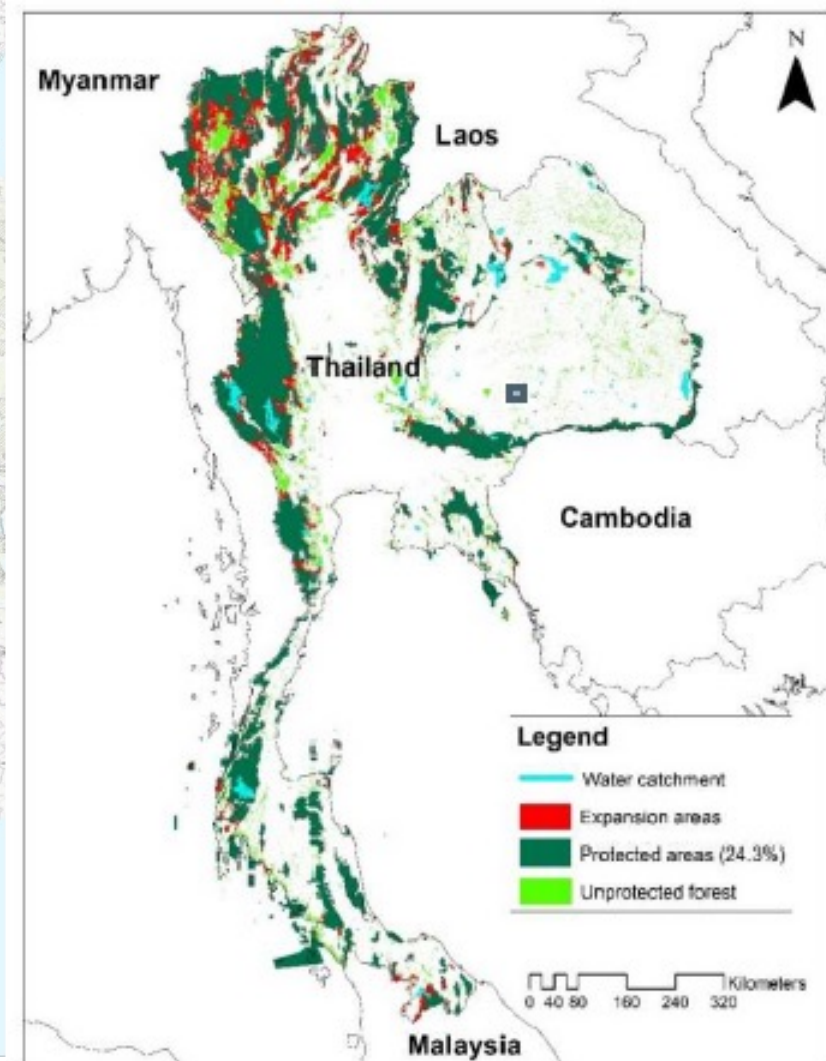 N
Myanmar
Laos
Thailand
Cambodia
Legend
Water catchment
Expansion areas
Protected areas (24.3%)
Unprotected forest
Kilometers
0 40 80 160 240 320
Malaysia